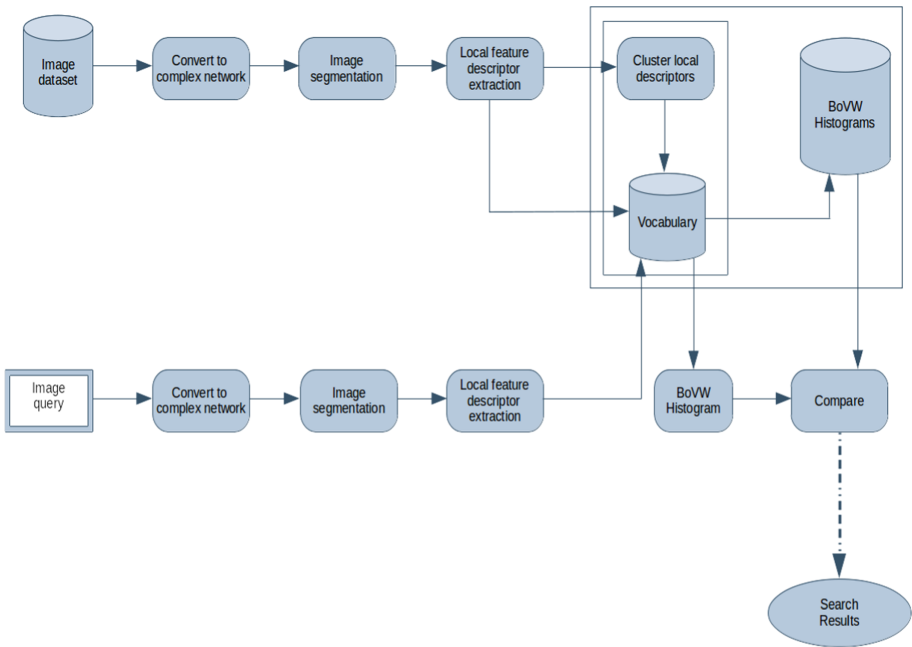 Image
dataset
Convert to
complex network
Image
segmentation
Local feature
descriptor
extraction
Cluster local
descriptors
BoVW
Histograms
Vocabulary
Image
query
Convert to
complex network
Image
segmentation
Local feature
descriptor
extraction
BoVW
Histogram
Compare
Search
Results